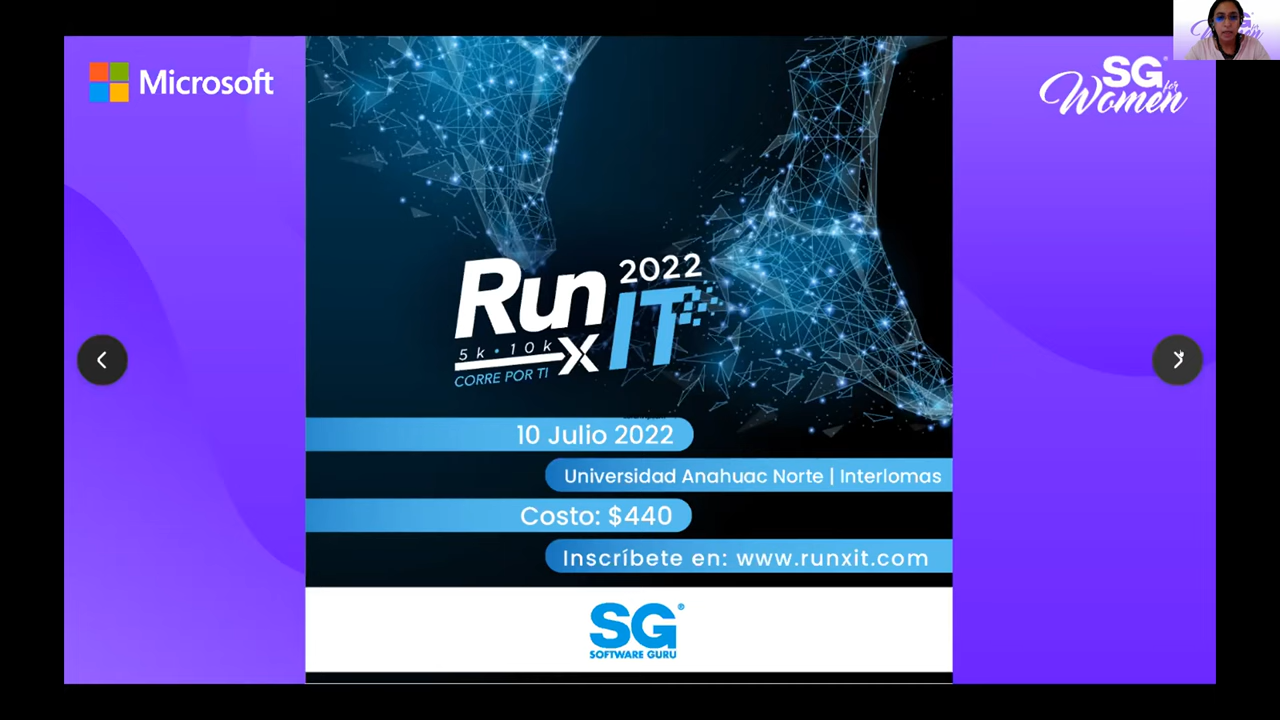 Microsoft
SG for
Women
Run 2022
x IT
5k • 10k
CORRE POR TI
10 Julio 2022
Universidad Anahuac Norte | Interlomas
Costo: $440
Inscríbete en: www.runxit.com
SG®
SOFTWARE GURU